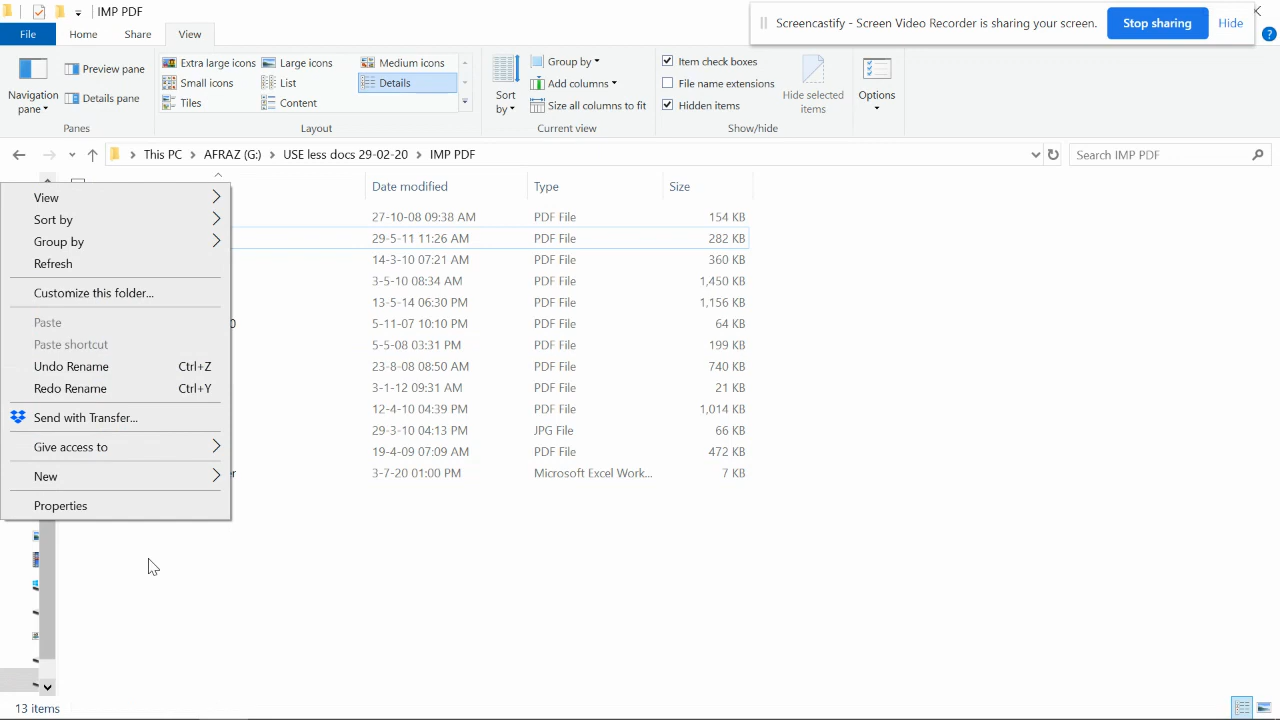 IMP PDF
Screencastify - Screen Video Recorder is sharing your screen. Stop sharing Hide
File Home Share View
Navigation pane
Preview pane
Details pane
Panes
Extra large icons Large icons Medium icons
Small icons List Details
Tiles Content
Layout
Sort by
Group by
Add columns
Size all columns to fit
Current view
Item check boxes
File name extensions
Hidden items
Hide selected items
Show/hide
Options
This PC AFRAZ (G:) USE less docs 29-02-20 IMP PDF
Search IMP PDF
Date modified Type Size
27-10-08 09:38 AM PDF File 154 KB
29-5-11 11:26 AM PDF File 282 KB
14-3-10 07:21 AM PDF File 360 KB
3-5-10 08:34 AM PDF File 1,450 KB
13-5-14 06:30 PM PDF File 1,156 KB
0 5-11-07 10:10 PM PDF File 64 KB
5-5-08 03:31 PM PDF File 199 KB
23-8-08 08:50 AM PDF File 740 KB
3-1-12 09:31 AM PDF File 21 KB
12-4-10 04:39 PM PDF File 1,014 KB
29-3-10 04:13 PM JPG File 66 KB
19-4-09 07:09 AM PDF File 472 KB
r 3-7-20 01:00 PM Microsoft Excel Work... 7 KB
View
Sort by
Group by
Refresh
Customize this folder...
Paste
Paste shortcut
Undo Rename Ctrl+Z
Redo Rename Ctrl+Y
Send with Transfer...
Give access to
New
Properties
13 items